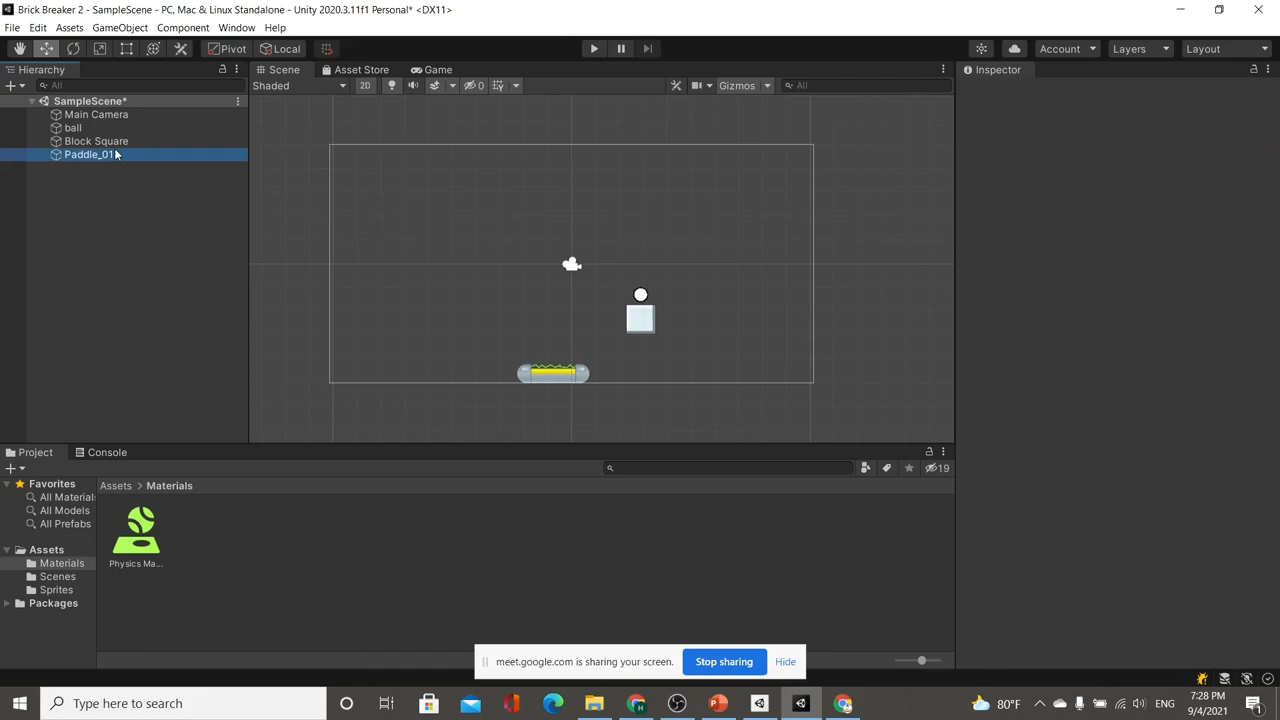 Brick Breaker 2 - SampleScene - PC, Mac & Linux Standalone - Unity 2020.3.11f1 Personal* <DX11>
File Edit Assets GameObject Component Window Help
Pivot Local Account Layers Layout
Hierarchy Scene Asset Store Game Inspector
All Shaded 2D 0 Gizmos All
SampleScene*
Main Camera
ball
Block Square
Paddle_01
Project Console
19
Favorites Assets > Materials
All Materials
All Models
All Prefabs
Assets
Materials Physics Ma...
Scenes
Sprites
Packages
meet.google.com is sharing your screen. Stop sharing Hide
Type here to search 80°F ENG 7:28 PM
9/4/2021